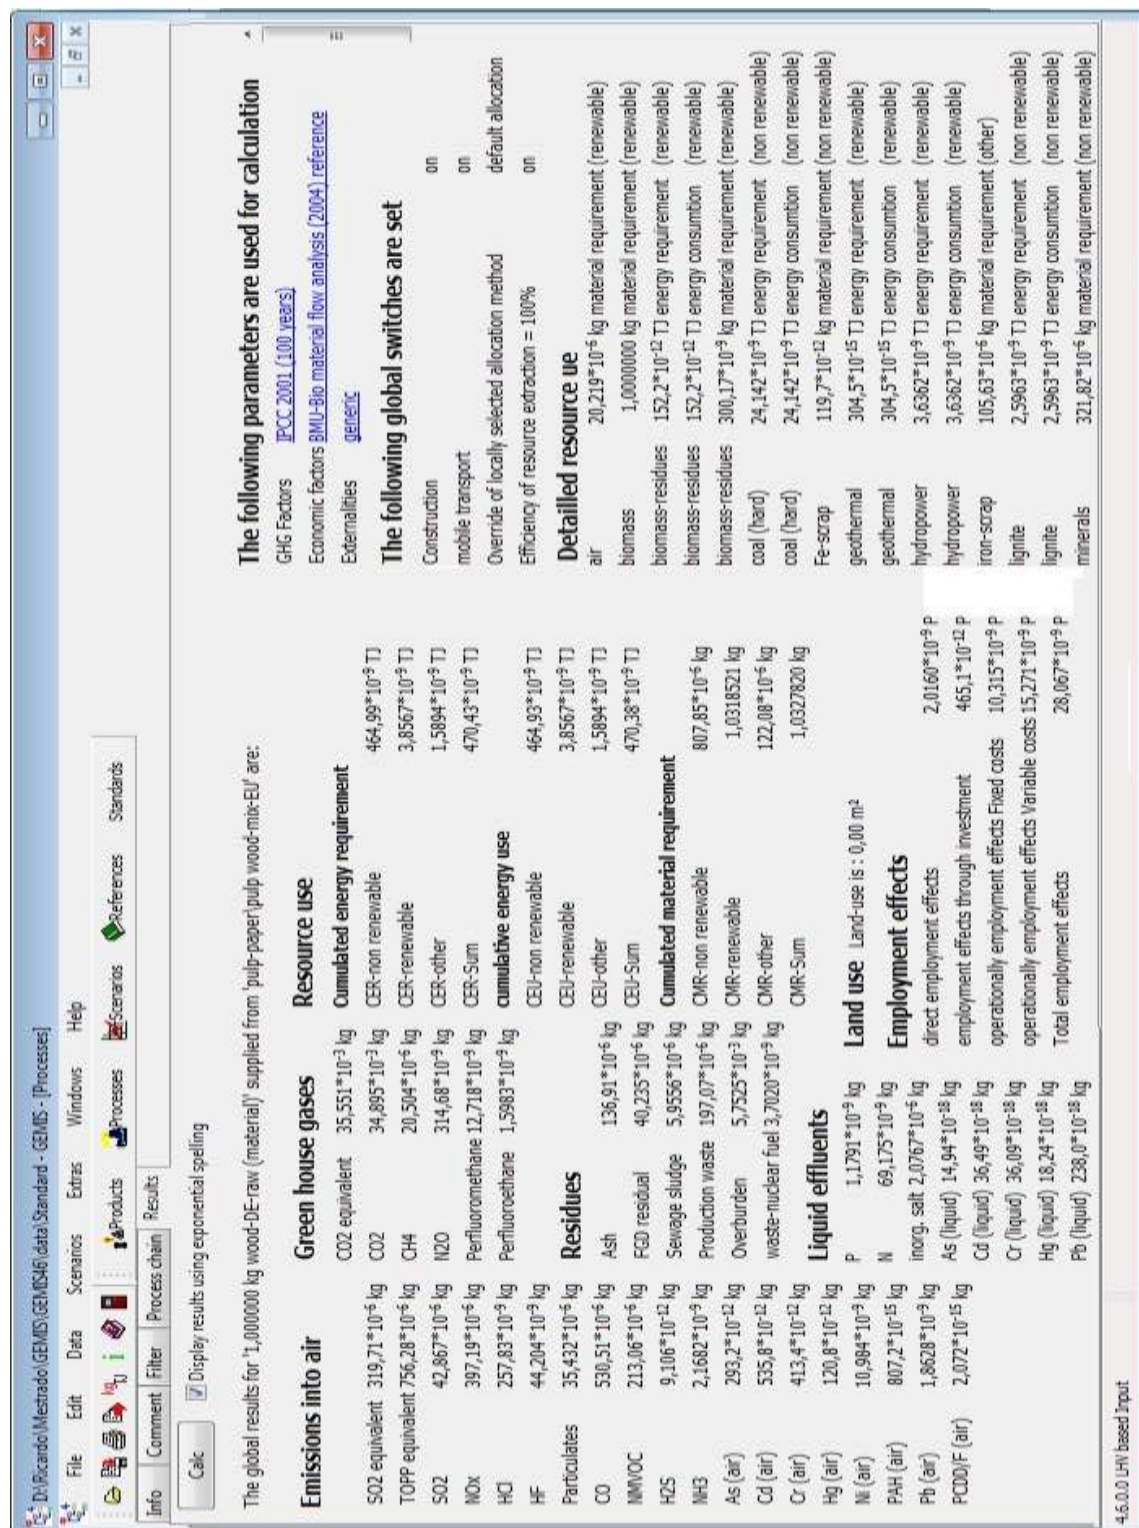 D:\Ricardo\Mestrado\GEMIS\GEMIS46\data\Standard - GEMIS - [Processes]
File Edit Data Scenarios Extras Windows Help
Products Processes Scenarios References Standards
Info Comment Filter Process chain Results
Calc Display results using exponential spelling
The global results for '1,000000 kg wood-DE-raw (material)' supplied from 'pulp-paper\pulp wood-mix-EU' are:
Emissions into air
SO2 equivalent 319,71*10-6 kg
TOPP equivalent 756,28*10-6 kg
SO2 42,867*10-6 kg
NOx 397,19*10-6 kg
HCl 257,83*10-9 kg
HF 44,204*10-9 kg
Particulates 35,432*10-6 kg
CO 530,51*10-6 kg
NMVOC 213,06*10-6 kg
H2S 9,106*10-12 kg
NH3 2,1682*10-9 kg
As (air) 293,2*10-12 kg
Cd (air) 535,8*10-12 kg
Cr (air) 413,4*10-12 kg
Hg (air) 120,8*10-12 kg
Ni (air) 10,984*10-9 kg
PAH (air) 807,2*10-15 kg
Pb (air) 1,8628*10-9 kg
PCDD/F (air) 2,072*10-15 kg
Green house gases
CO2 equivalent 35,551*10-3 kg
CO2 34,895*10-3 kg
CH4 20,504*10-6 kg
N2O 314,68*10-9 kg
Perfluoromethane 12,718*10-9 kg
Perfluoroethane 1,5983*10-9 kg
Residues
Ash 136,91*10-6 kg
FGD residual 40,235*10-6 kg
Sewage sludge 5,9556*10-6 kg
Production waste 197,07*10-6 kg
Overburden 5,7525*10-3 kg
waste-nuclear fuel 3,7020*10-9 kg
Liquid effluents
P 1,1791*10-9 kg
N 69,175*10-9 kg
inorg. salt 2,0767*10-6 kg
As (liquid) 14,94*10-18 kg
Cd (liquid) 36,49*10-18 kg
Cr (liquid) 36,09*10-18 kg
Hg (liquid) 18,24*10-18 kg
Pb (liquid) 238,0*10-18 kg
Resource use
Cumulated energy requirement
CER-non renewable 464,99*10-9 TJ
CER-renewable 3,8567*10-9 TJ
CER-other 1,5894*10-9 TJ
CER-Sum 470,43*10-9 TJ
cumulative energy use
CEU-non renewable 464,93*10-9 TJ
CEU-renewable 3,8567*10-9 TJ
CEU-other 1,5894*10-9 TJ
CEU-Sum 470,38*10-9 TJ
Cumulated material requirement
CMR-non renewable 807,85*10-6 kg
CMR-renewable 1,0318521 kg
CMR-other 122,08*10-6 kg
CMR-Sum 1,0327820 kg
Land use Land-use is : 0,00 m²
Employment effects
direct employment effects 2,0160*10-9 P
employment effects through investment 465,1*10-12 P
operationally employment effects Fixed costs 10,315*10-9 P
operationally employment effects Variable costs 15,271*10-9 P
Total employment effects 28,067*10-9 P
The following parameters are used for calculation
GHG Factors IPCC 2001 (100 years)
Economic factors BMU-Bio material flow analysis (2004) reference
Externalities generic
The following global switches are set
Construction on
mobile transport on
Override of locally selected allocation method default allocation
Efficiency of resource extraction = 100% on
Detailled resource ue
air 20,219*10-6 kg material requirement (renewable)
biomass 1,0000000 kg material requirement (renewable)
biomass-residues 152,2*10-12 TJ energy requirement (renewable)
biomass-residues 152,2*10-12 TJ energy consumtion (renewable)
biomass-residues 300,17*10-9 kg material requirement (renewable)
coal (hard) 24,142*10-9 TJ energy requirement (non renewable)
coal (hard) 24,142*10-9 TJ energy consumtion (non renewable)
Fe-scrap 119,7*10-12 kg material requirement (non renewable)
geothermal 304,5*10-15 TJ energy requirement (renewable)
geothermal 304,5*10-15 TJ energy consumtion (renewable)
hydropower 3,6362*10-9 TJ energy requirement (renewable)
hydropower 3,6362*10-9 TJ energy consumtion (renewable)
iron-scrap 105,63*10-6 kg material requirement (other)
lignite 2,5963*10-9 TJ energy requirement (non renewable)
lignite 2,5963*10-9 TJ energy consumtion (non renewable)
minerals 321,82*10-6 kg material requirement (non renewable)
4.6.0.0 LHV based Input